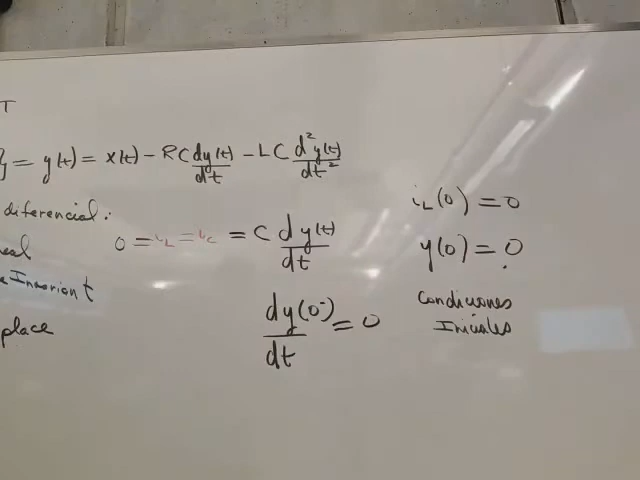 T
} = y(t) = x(t) - RC dy(t)/dt - LC d²y(t)/dt²
diferencial:
iL(0) = 0
0 = iL = ic = C dy(t)/dt
y(0) = 0
e Invariant
dy(0⁻)/dt = 0
Condiciones
Iniciales
place